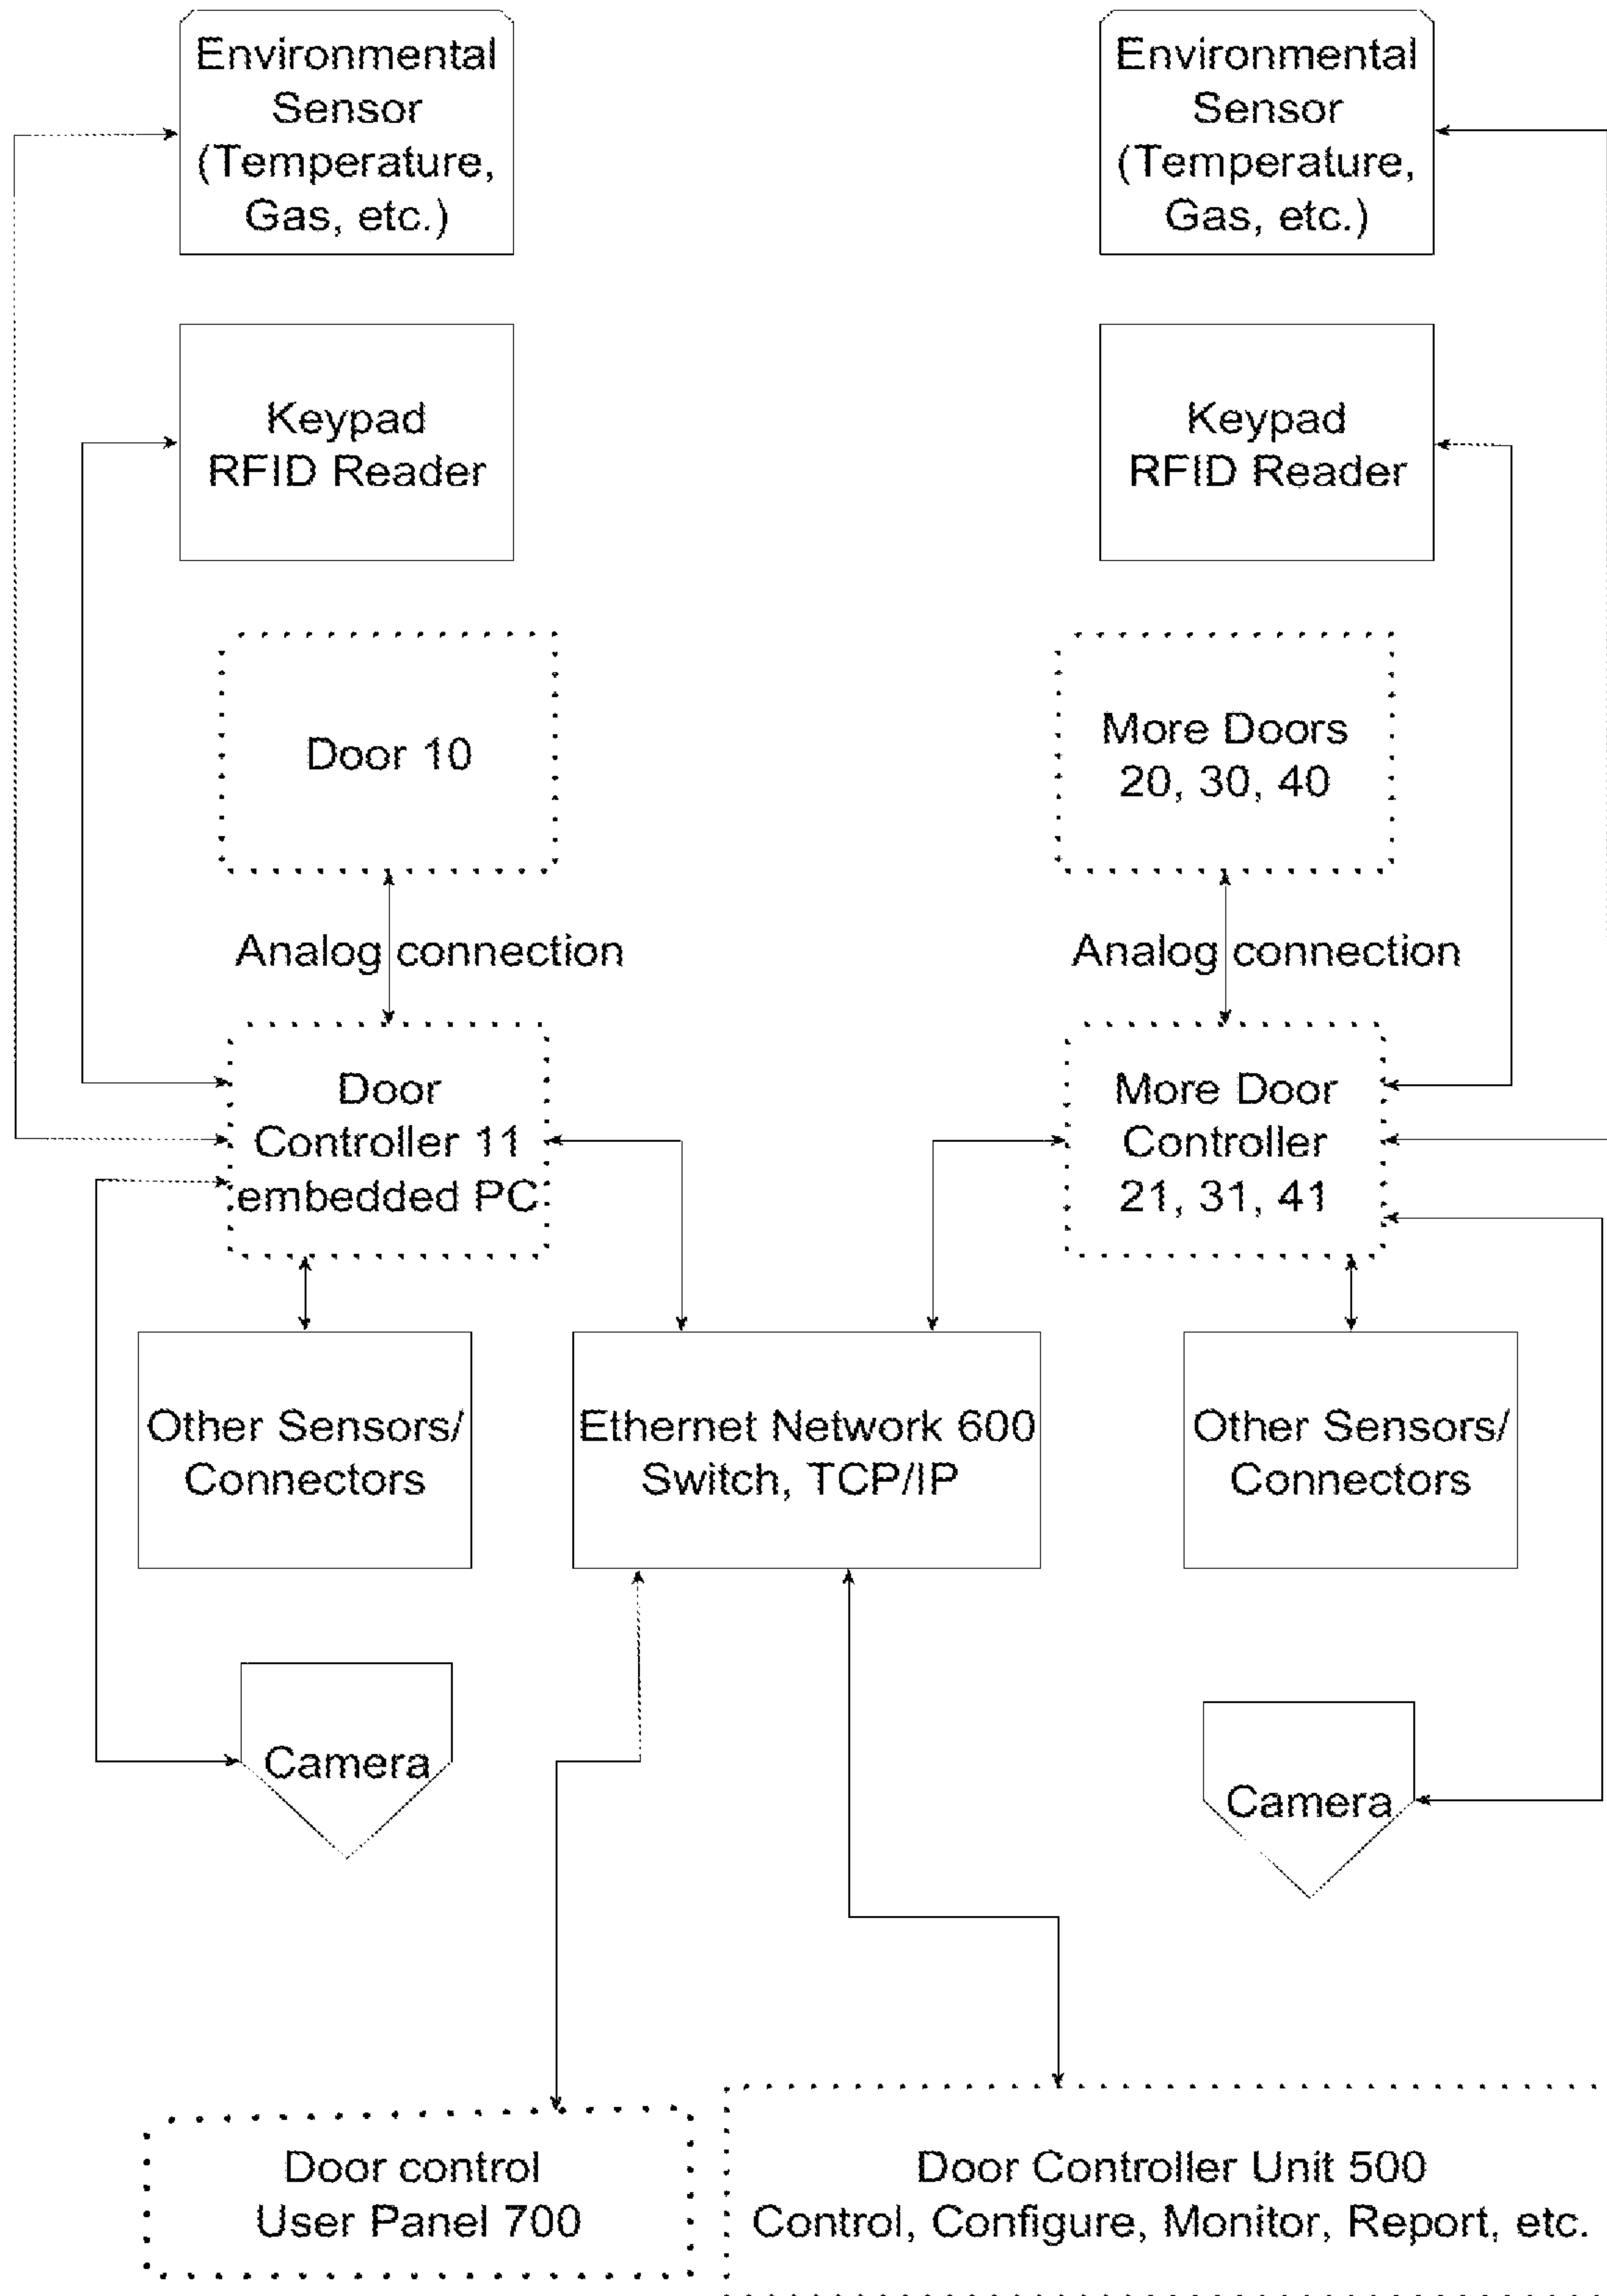 Environmental
Sensor
(Temperature,
Gas, etc.)
Environmental
Sensor
(Temperature,
Gas, etc.)
Keypad
RFID Reader
Keypad
RFID Reader
Door 10
More Doors
20, 30, 40
Analog connection
Analog connection
Door
Controller 11
embedded PC
More Door
Controller
21, 31, 41
Other Sensors/
Connectors
Ethernet Network 600
Switch, TCP/IP
Other Sensors/
Connectors
Camera
Camera
Door control
User Panel 700
Door Controller Unit 500
Control, Configure, Monitor, Report, etc.